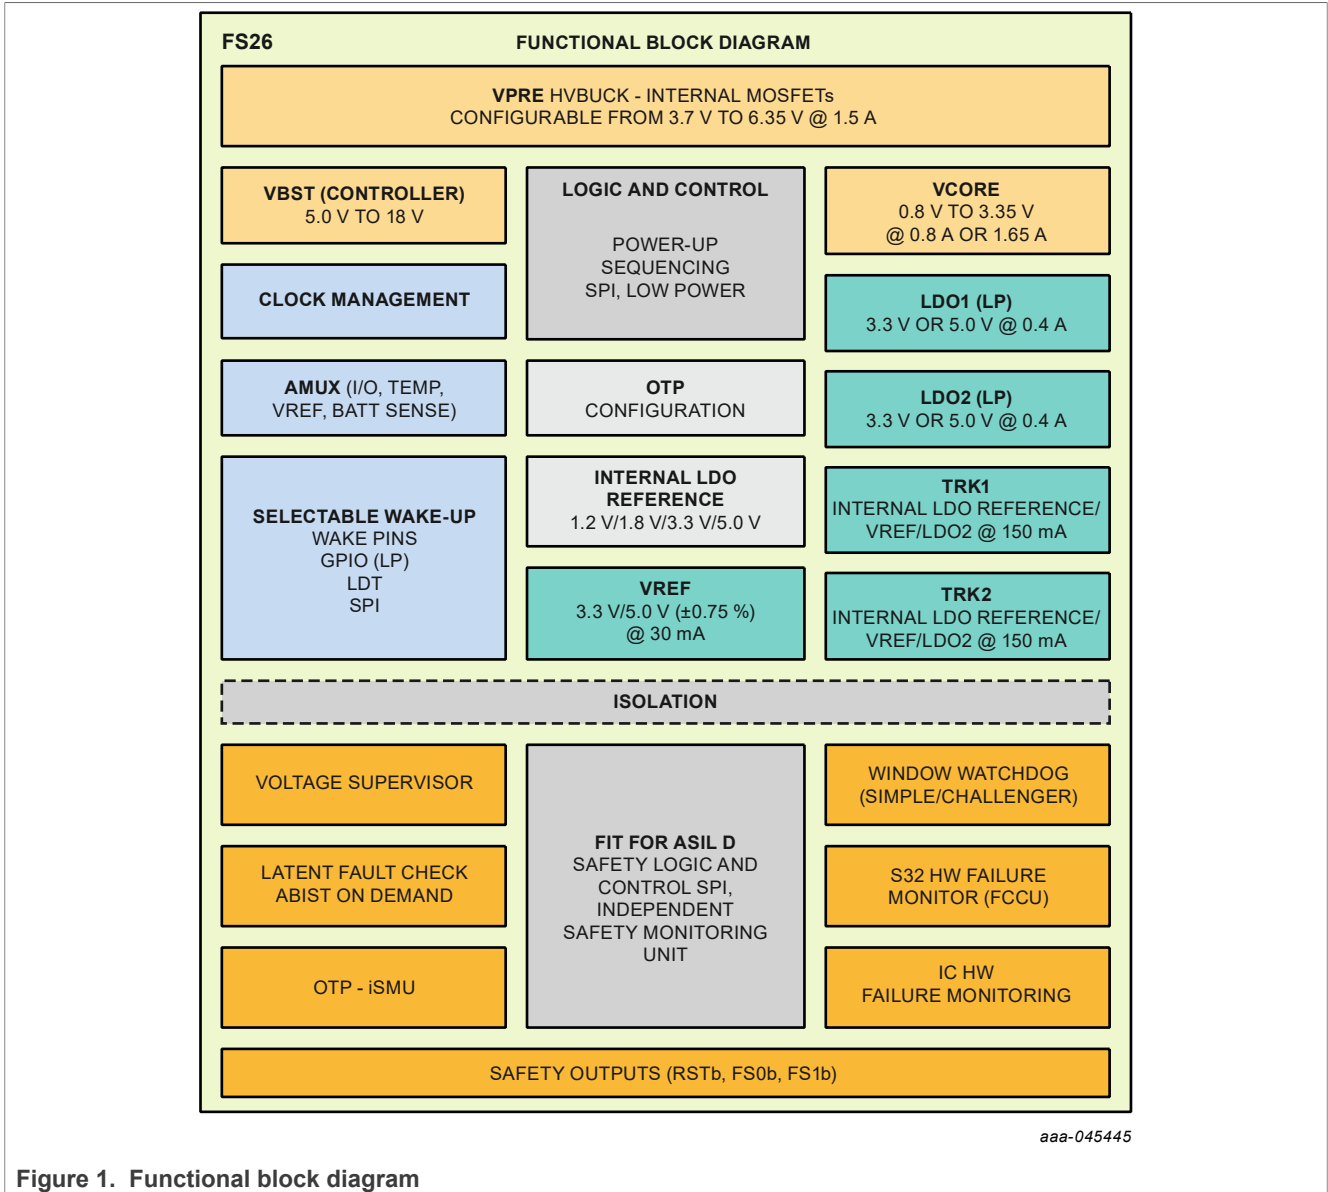 FS26
FUNCTIONAL BLOCK DIAGRAM
VPRE HVBUCK - INTERNAL MOSFETs
CONFIGURABLE FROM 3.7 V TO 6.35 V @ 1.5 A
VBST (CONTROLLER)
5.0 V TO 18 V
LOGIC AND CONTROL
POWER-UP
SEQUENCING
SPI, LOW POWER
VCORE
0.8 V TO 3.35 V
@ 0.8 A OR 1.65 A
CLOCK MANAGEMENT
LDO1 (LP)
3.3 V OR 5.0 V @ 0.4 A
AMUX (I/O, TEMP,
VREF, BATT SENSE)
OTP
CONFIGURATION
LDO2 (LP)
3.3 V OR 5.0 V @ 0.4 A
SELECTABLE WAKE-UP
WAKE PINS
GPIO (LP)
LDT
SPI
INTERNAL LDO
REFERENCE
1.2 V/1.8 V/3.3 V/5.0 V
TRK1
INTERNAL LDO REFERENCE/
VREF/LDO2 @ 150 mA
VREF
3.3 V/5.0 V (±0.75 %)
@ 30 mA
TRK2
INTERNAL LDO REFERENCE/
VREF/LDO2 @ 150 mA
ISOLATION
VOLTAGE SUPERVISOR
FIT FOR ASIL D
SAFETY LOGIC AND
CONTROL SPI,
INDEPENDENT
SAFETY MONITORING
UNIT
WINDOW WATCHDOG
(SIMPLE/CHALLENGER)
LATENT FAULT CHECK
ABIST ON DEMAND
S32 HW FAILURE
MONITOR (FCCU)
OTP - iSMU
IC HW
FAILURE MONITORING
SAFETY OUTPUTS (RSTb, FS0b, FS1b)
aaa-045445
Figure 1. Functional block diagram